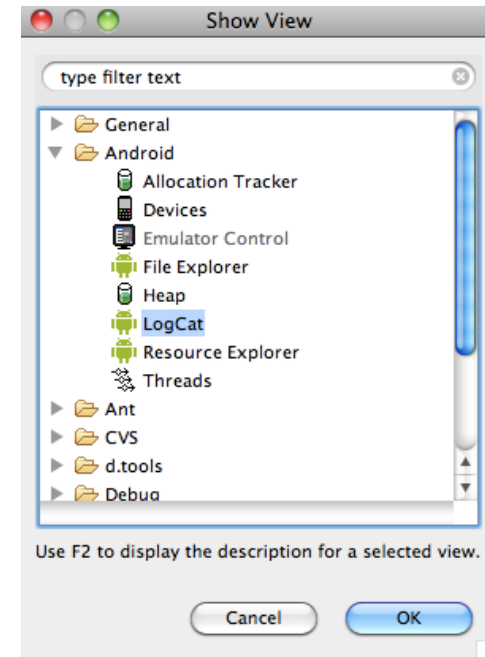 Show View
type filter text
General
Android
Allocation Tracker
Devices
Emulator Control
File Explorer
Heap
LogCat
Resource Explorer
Threads
Ant
CVS
d.tools
Debug
Use F2 to display the description for a selected view.
Cancel OK